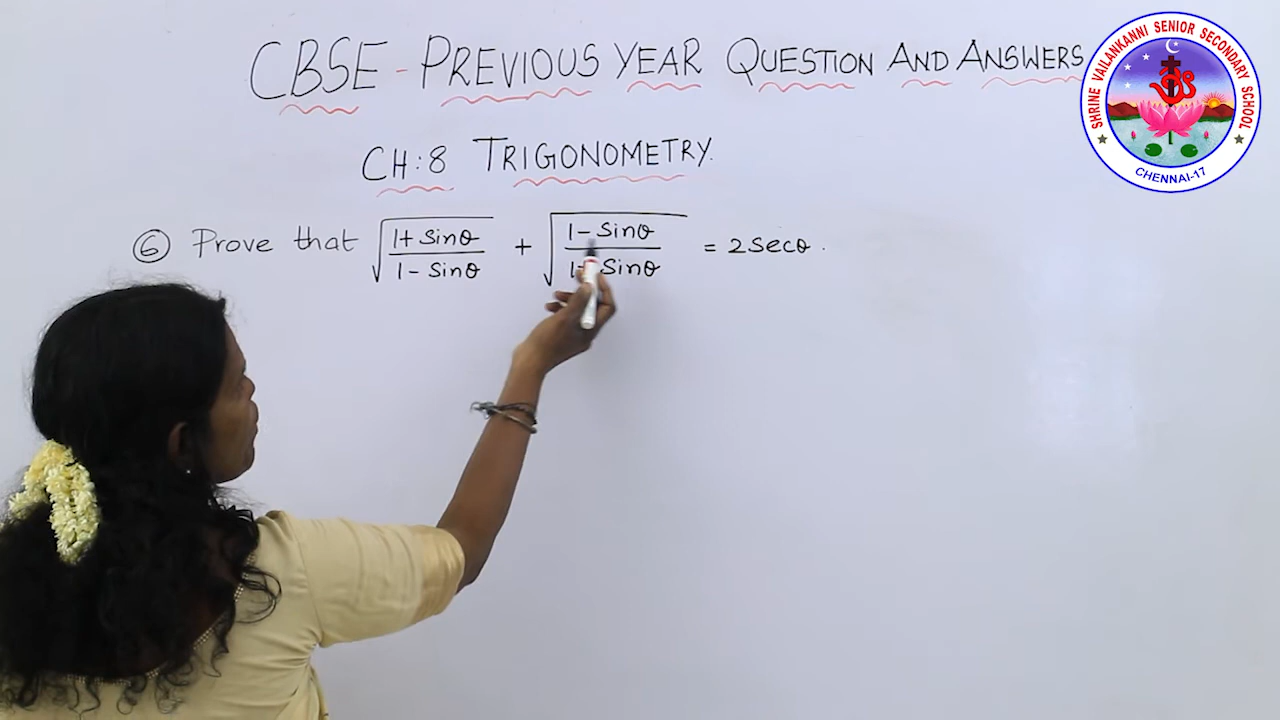 CBSE - PREVIOUS YEAR QUESTION AND ANSWERS
SHRINE VAILANKANNI SENIOR SECONDARY SCHOOL
CHENNAI-17
CH:8 TRIGONOMETRY.
⑥ Prove that √((1+ Sinθ)/(1- Sinθ)) + √((1- Sinθ)/(1 Sinθ)) = 2Secθ.